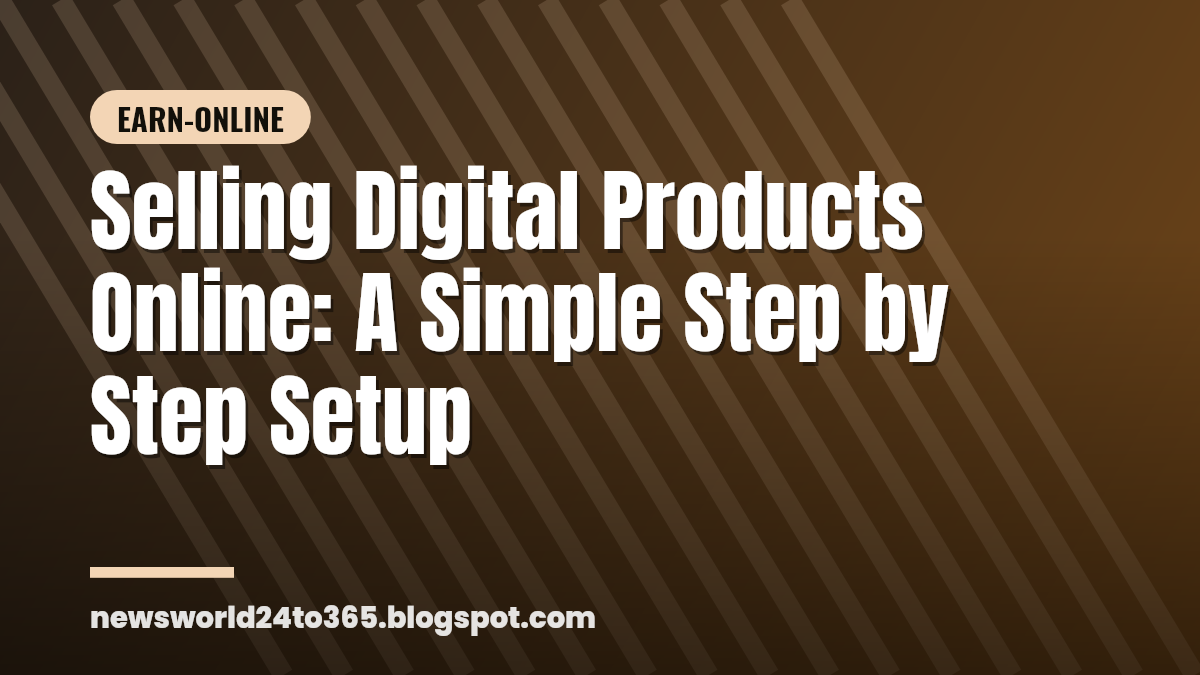 EARN-ONLINE
Selling Digital Products
Online: A Simple Step by
Step Setup
newsworld24to365.blogspot.com